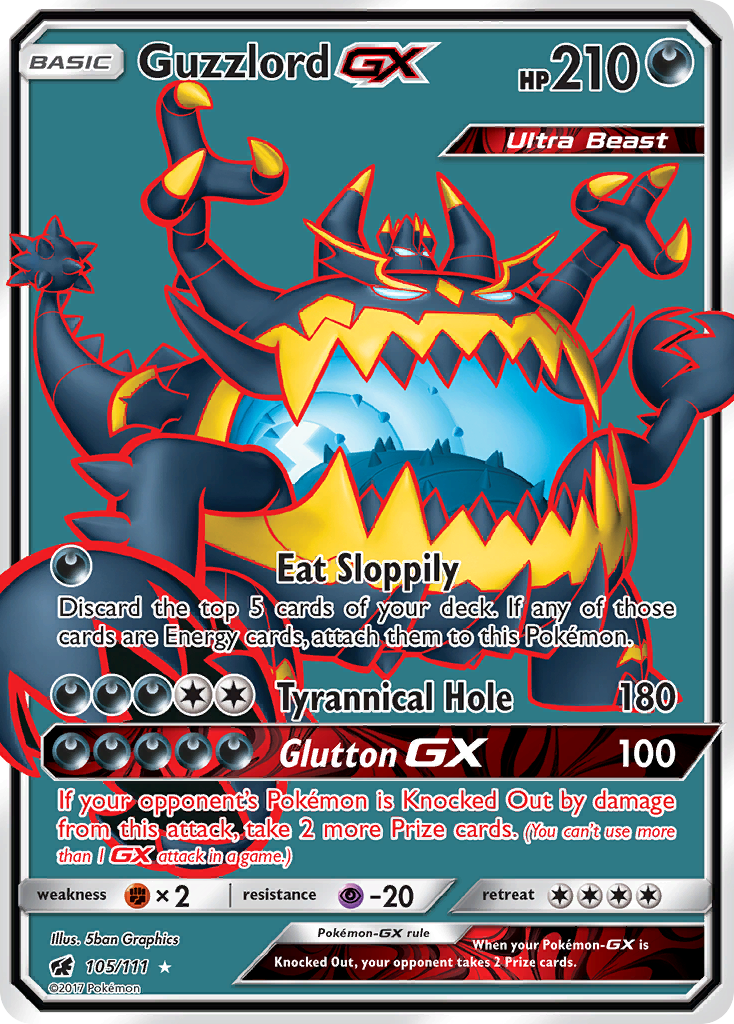 BASIC Guzzlord GX HP210
Ultra Beast
Eat Sloppily
Discard the top 5 cards of your deck. If any of those
cards are Energy cards, attach them to this Pokémon.
Tyrannical Hole 180
Glutton GX 100
If your opponent's Pokémon is Knocked Out by damage
from this attack, take 2 more Prize cards. (You can't use more
than 1 GX attack in a game.)
weakness ×2 resistance -20 retreat
Illus. 5ban Graphics
Pokémon-GX rule
When your Pokémon-GX is
Knocked Out, your opponent takes 2 Prize cards.
105/111
©2017 Pokémon